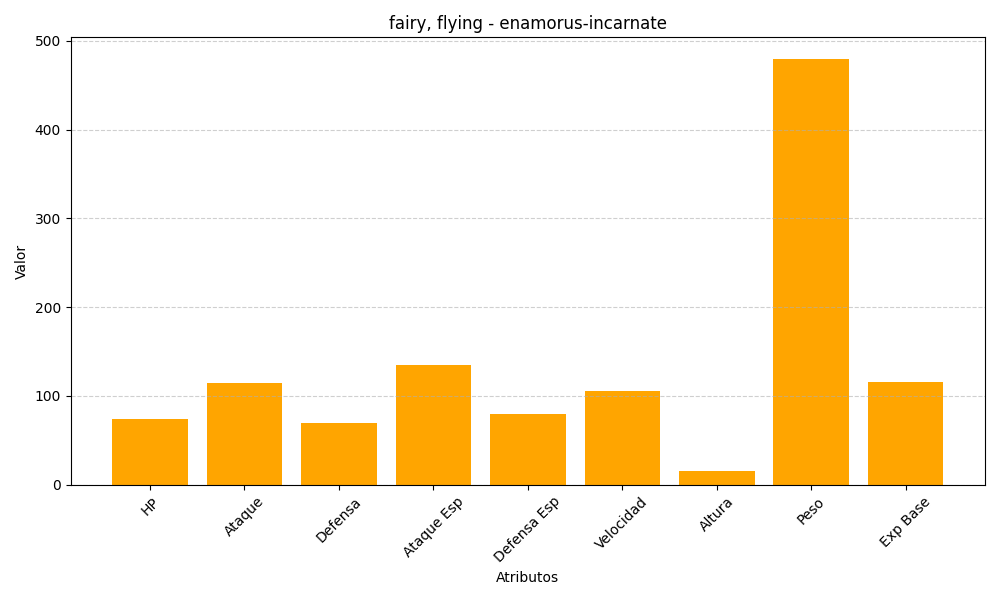 fairy, flying - enamorus-incarnate
Valor
500
400
300
200
100
0
HP
Ataque
Defensa
Ataque Esp
Defensa Esp
Velocidad
Altura
Peso
Exp Base
Atributos